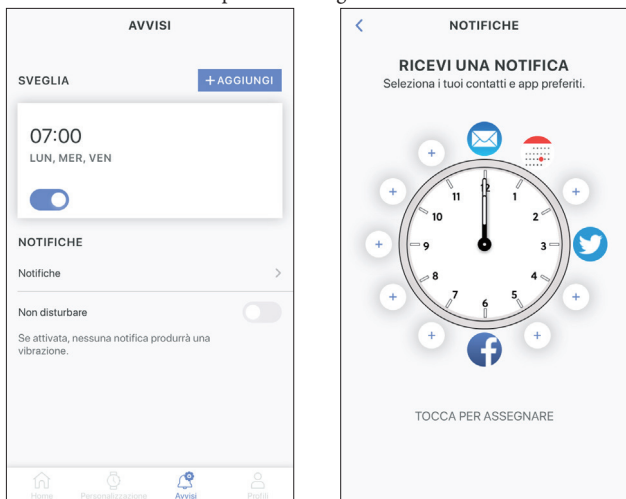 AVVISI
SVEGLIA
+ AGGIUNGI
07:00
LUN, MER, VEN
NOTIFICHE
Notifiche
Non disturbare
Se attivata, nessuna notifica produrrà una
vibrazione.
Home Personalizzazione Avvisi Profili
NOTIFICHE
RICEVI UNA NOTIFICA
Seleziona i tuoi contatti e app preferiti.
12
1
2
3
4
5
6
7
8
9
10
11
TOCCA PER ASSEGNARE